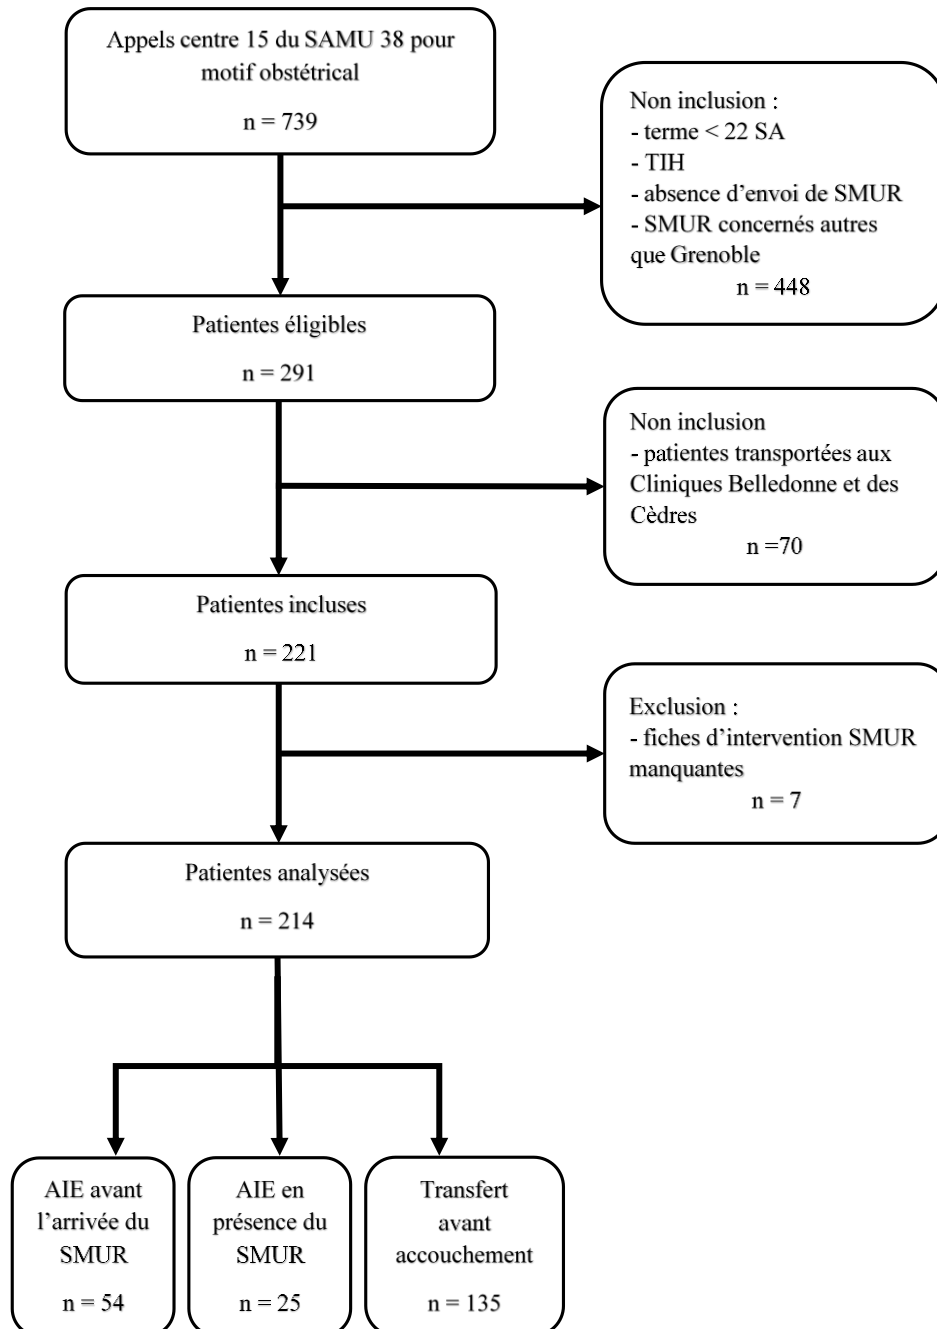 Appels centre 15 du SAMU 38 pour
motif obstétrical
n = 739
Non inclusion :
- terme < 22 SA
- TIH
- absence d’envoi de SMUR
- SMUR concernés autres
que Grenoble
n = 448
Patientes éligibles
n = 291
Non inclusion
- patientes transportées aux
Cliniques Belledonne et des
Cèdres
n =70
Patientes incluses
n = 221
Exclusion :
- fiches d’intervention SMUR
manquantes
n = 7
Patientes analysées
n = 214
AIE avant
l’arrivée du
SMUR
n = 54
AIE en
présence du
SMUR
n = 25
Transfert
avant
accouchement
n = 135